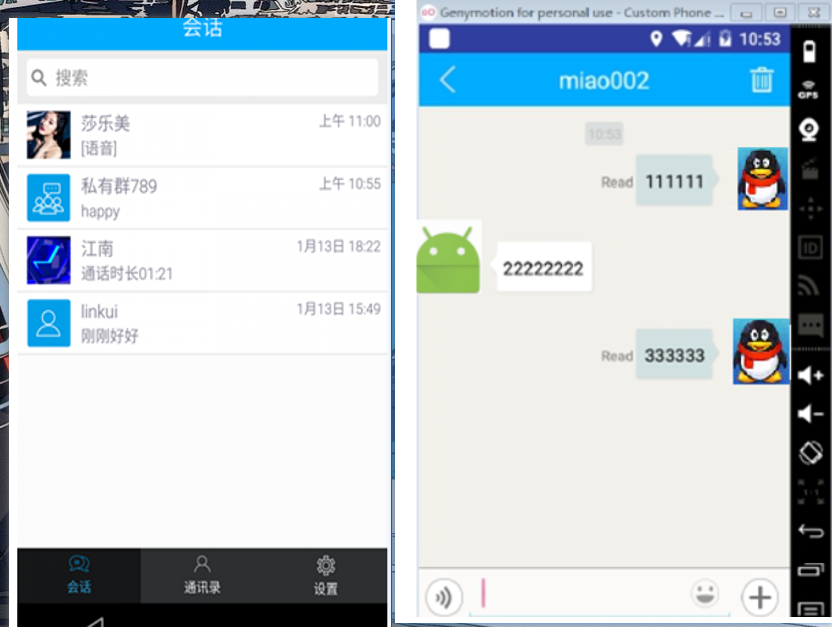 会话
搜索
莎乐美
上午 11:00
[语音]
私有群789
上午 10:55
happy
江南
1月13日 18:22
通话时长01:21
linkui
1月13日 15:49
刚刚好好
会话
通讯录
设置
Genymotion for personal use - Custom Phone ...
10:53
miao002
10:53
Read
111111
22222222
Read
333333
GPS
ID
1:1